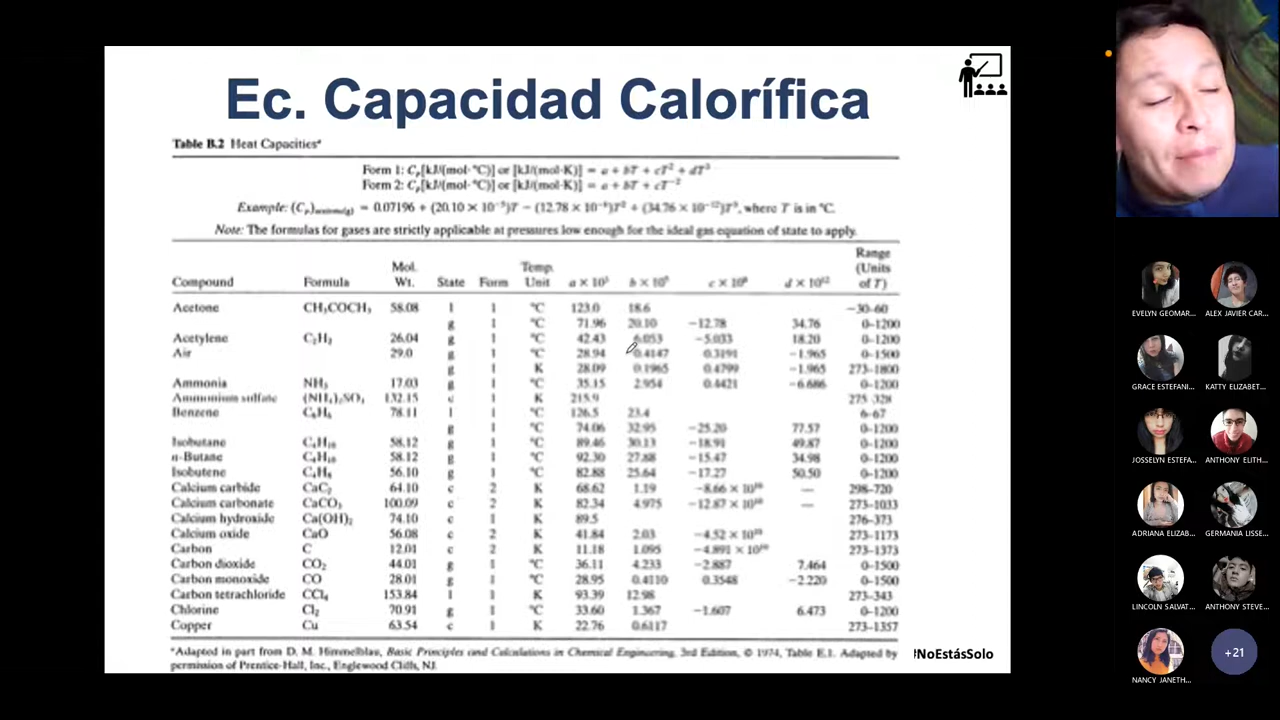 Ec. Capacidad Calorífica
Table B.2 Heat Capacitiesª
Form 1: Cp[kJ/(mol·°C)] or [kJ/(mol·K)] = a + bT + cT² + dT³
Form 2: Cp[kJ/(mol·°C)] or [kJ/(mol·K)] = a + bT + cT⁻²
Example: (Cp)acetone(g) = 0.07196 + (20.10 × 10⁻⁵)T − (12.78 × 10⁻⁸)T² + (34.76 × 10⁻¹²)T³, where T is in °C.
Note: The formulas for gases are strictly applicable at pressures low enough for the ideal gas equation of state to apply.
Compound Formula Mol. Wt. State Form Temp. Unit a × 10³ b × 10⁵ c × 10⁸ d × 10¹² Range (Units of T)
Acetone CH₃COCH₃ 58.08 l 1 °C 123.0 18.6 −30–60
g 1 °C 71.96 20.10 −12.78 34.76 0–1200
Acetylene C₂H₂ 26.04 g 1 °C 42.43 6.053 −5.033 18.20 0–1200
Air 29.0 g 1 °C 28.94 0.4147 0.3191 −1.965 0–1500
g 1 K 28.09 0.1965 0.4799 −1.965 273–1800
Ammonia NH₃ 17.03 g 1 °C 35.15 2.954 0.4421 −6.686 0–1200
Ammonium sulfate (NH₄)₂SO₄ 132.15 c 1 K 215.9 275–328
Benzene C₆H₆ 78.11 l 1 °C 126.5 23.4 6–67
g 1 °C 74.06 32.95 −25.20 77.57 0–1200
Isobutane C₄H₁₀ 58.12 g 1 °C 89.46 30.13 −18.91 49.87 0–1200
n-Butane C₄H₁₀ 58.12 g 1 °C 92.30 27.88 −15.47 34.98 0–1200
Isobutene C₄H₈ 56.10 g 1 °C 82.88 25.64 −17.27 50.50 0–1200
Calcium carbide CaC₂ 64.10 c 2 K 68.62 1.19 −8.66 × 10¹⁰ — 298–720
Calcium carbonate CaCO₃ 100.09 c 2 K 82.34 4.975 −12.87 × 10¹⁰ — 273–1033
Calcium hydroxide Ca(OH)₂ 74.10 c 1 K 89.5 276–373
Calcium oxide CaO 56.08 c 2 K 41.84 2.03 −4.52 × 10¹⁰ 273–1173
Carbon C 12.01 c 2 K 11.18 1.095 −4.891 × 10¹⁰ 273–1373
Carbon dioxide CO₂ 44.01 g 1 °C 36.11 4.233 −2.887 7.464 0–1500
Carbon monoxide CO 28.01 g 1 °C 28.95 0.4110 0.3548 −2.220 0–1500
Carbon tetrachloride CCl₄ 153.84 l 1 K 93.39 12.98 273–343
Chlorine Cl₂ 70.91 g 1 °C 33.60 1.367 −1.607 6.473 0–1200
Copper Cu 63.54 c 1 K 22.76 0.6117 273–1357
ªAdapted in part from D. M. Himmelblau, Basic Principles and Calculations in Chemical Engineering, 3rd Edition, © 1974, Table E.1. Adapted by
permission of Prentice-Hall, Inc., Englewood Cliffs, NJ.
#NoEstásSolo
EVELYN GEOMAR...
ALEX JAVIER CAR...
GRACE ESTEFANI...
KATTY ELIZABET...
JOSSELYN ESTEFA...
ANTHONY ELITH...
ADRIANA ELIZAB...
GERMANIA LISSE...
LINCOLN SALVAT...
ANTHONY STEVE...
NANCY JANETH...
+21